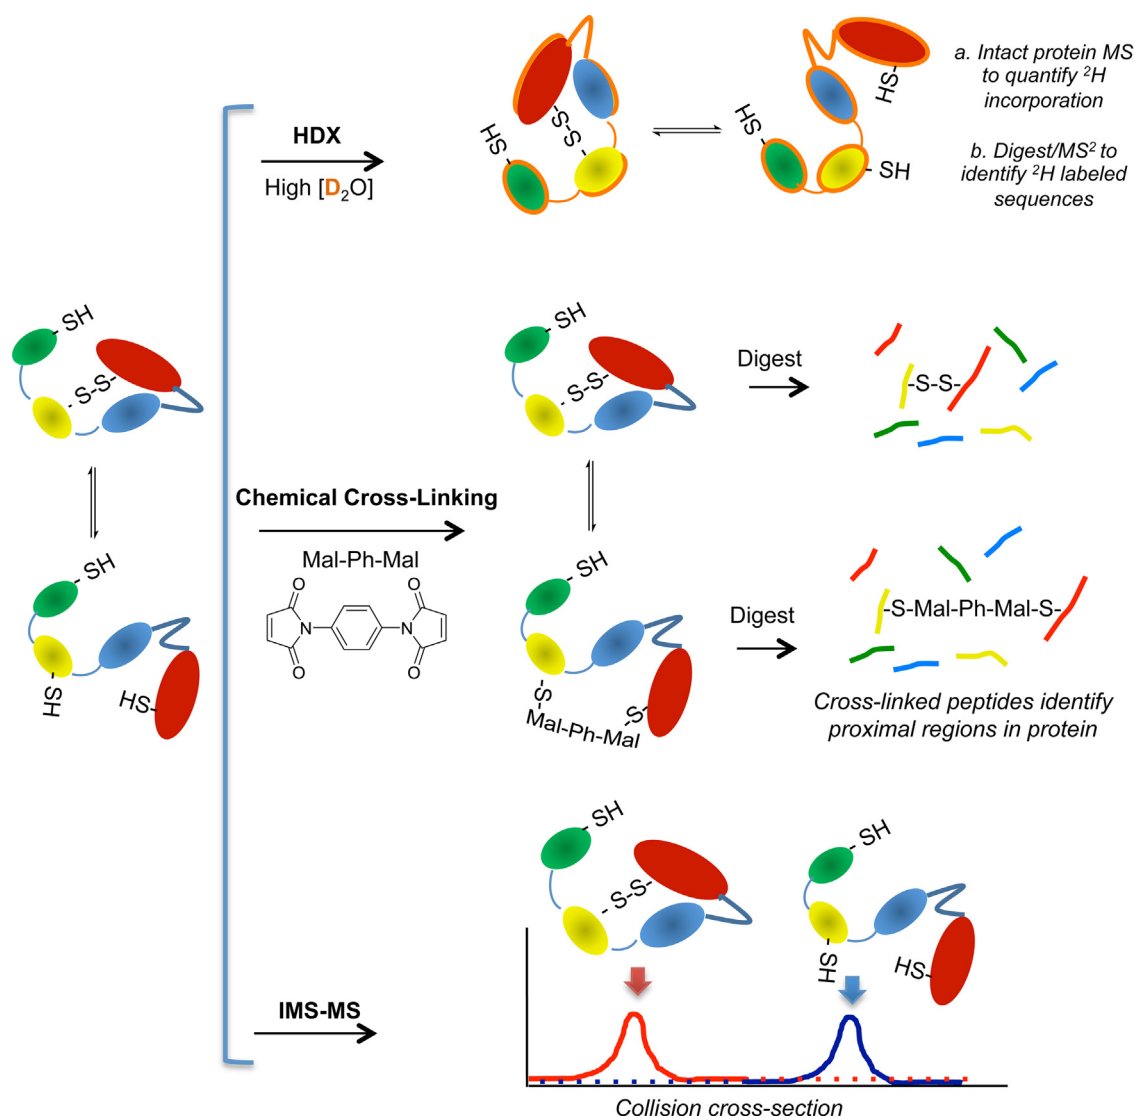 HDX
High [D₂O]
HS
S-S
SH
HS
HS
SH
a. Intact protein MS
to quantify ²H
incorporation
b. Digest/MS² to
identify ²H labeled
sequences
-SH
-S-S-
-SH
SH
HS-
Chemical Cross-Linking
Mal-Ph-Mal
O
O
N
N
O
O
-SH
-S-S-
Digest
-S-S-
-SH
-S
Mal-Ph-Mal
-S-
Digest
-S-Mal-Ph-Mal-S-
Cross-linked peptides identify
proximal regions in protein
IMS-MS
-SH
-S-S-
-SH
SH
HS-
Collision cross-section